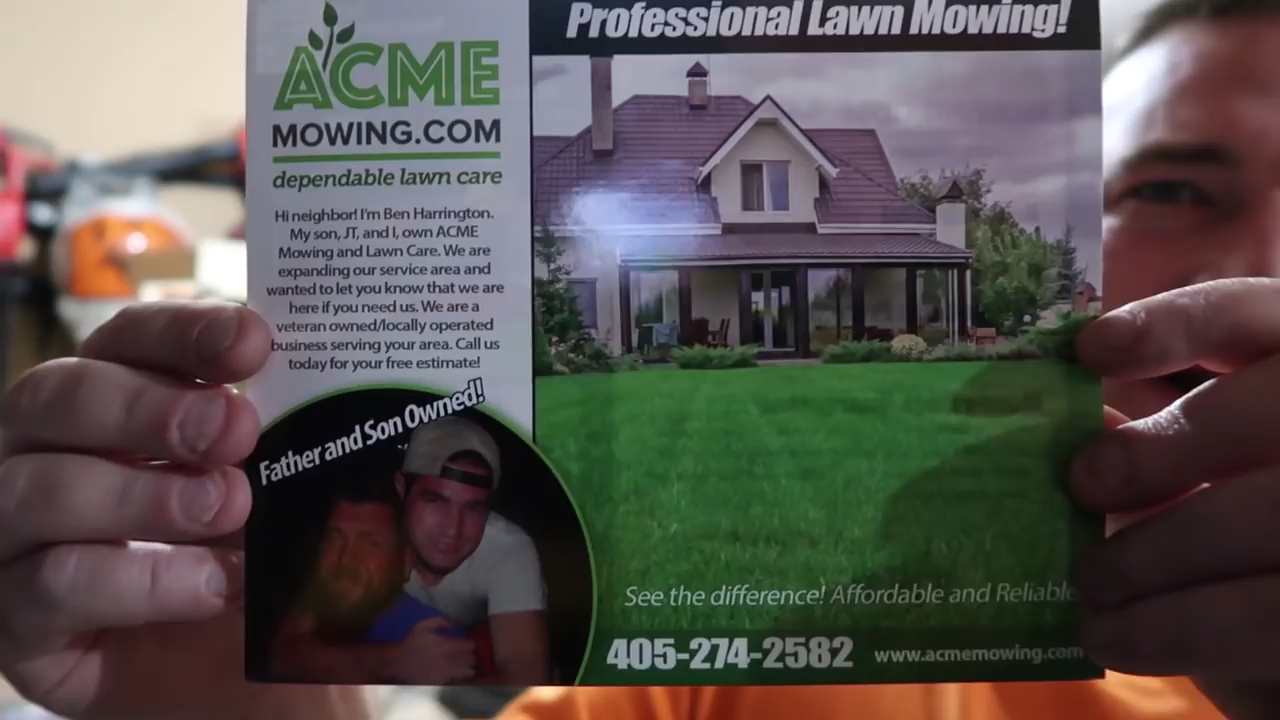 ACME
MOWING.COM
dependable lawn care
Hi neighbor! I'm Ben Harrington.
My son, JT, and I, own ACME
Mowing and Lawn Care. We are
expanding our service area and
wanted to let you know that we are
here if you need us. We are a
veteran owned/locally operated
business serving your area. Call us
today for your free estimate!
Father and Son Owned!
Professional Lawn Mowing!
See the difference! Affordable and Reliable
405-274-2582 www.acmemowing.com